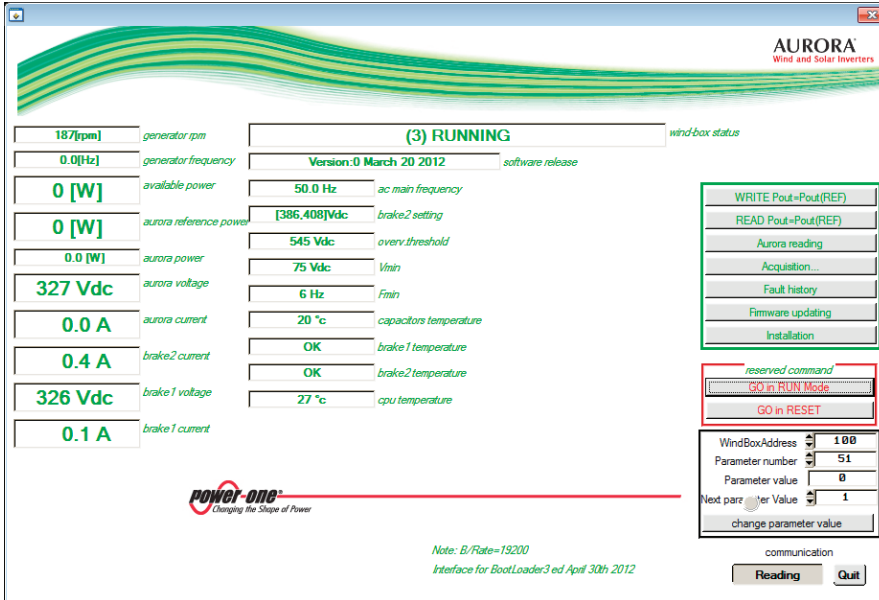 AURORA
Wind and Solar Inverters
187[rpm] generator rpm
(3) RUNNING wind-box status
0.0[Hz] generator frequency
Version:0 March 20 2012 software release
0 [W] available power
50.0 Hz ac main frequency
0 [W] aurora reference power
[386,408]Vdc brake2 setting
545 Vdc overv.threshold
0.0 [W] aurora power
75 Vdc Vmin
327 Vdc aurora voltage
6 Hz Fmin
0.0 A aurora current
20 °c capacitors temperature
OK brake1 temperature
0.4 A brake2 current
OK brake2 temperature
326 Vdc brake1 voltage
27 °c cpu temperature
0.1 A brake1 current
WRITE Pout=Pout(REF)
READ Pout=Pout(REF)
Aurora reading
Acquisition...
Fault history
Firmware updating
Installation
reserved command
GO in RUN Mode
GO in RESET
WindBoxAddress 100
Parameter number 51
Parameter value 0
Next parameter Value 1
change parameter value
power-one
Changing the Shape of Power
Note: B/Rate=19200
Interface for BootLoader3 ed April 30th 2012
communication
Reading Quit